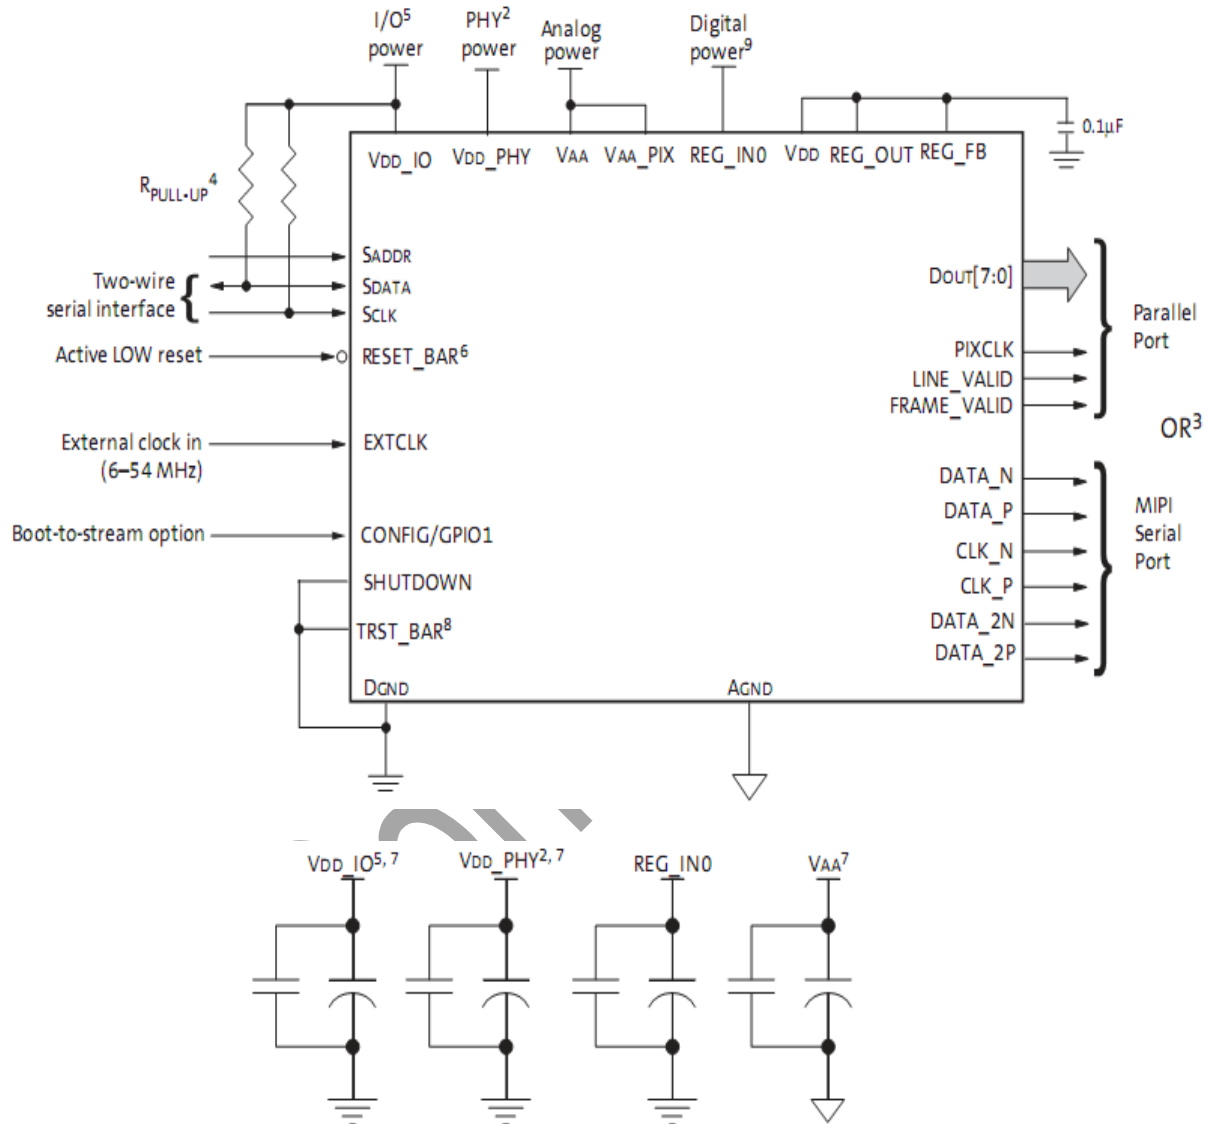 I/O5
power
PHY2
power
Analog
power
Digital
power9
0.1µF
VDD_IO
VDD_PHY
VAA
VAA_PIX
REG_IN0
VDD
REG_OUT
REG_FB
RPULL-UP4
SADDR
Two-wire
serial interface
{
SDATA
SCLK
Active LOW reset
RESET_BAR6
External clock in
(6–54 MHz)
EXTCLK
Boot-to-stream option
CONFIG/GPIO1
SHUTDOWN
TRST_BAR8
DGND
AGND
DOUT[7:0]
PIXCLK
LINE_VALID
FRAME_VALID
}
Parallel
Port
OR3
DATA_N
DATA_P
CLK_N
CLK_P
DATA_2N
DATA_2P
}
MIPI
Serial
Port
VDD_IO5, 7
VDD_PHY2, 7
REG_IN0
VAA7